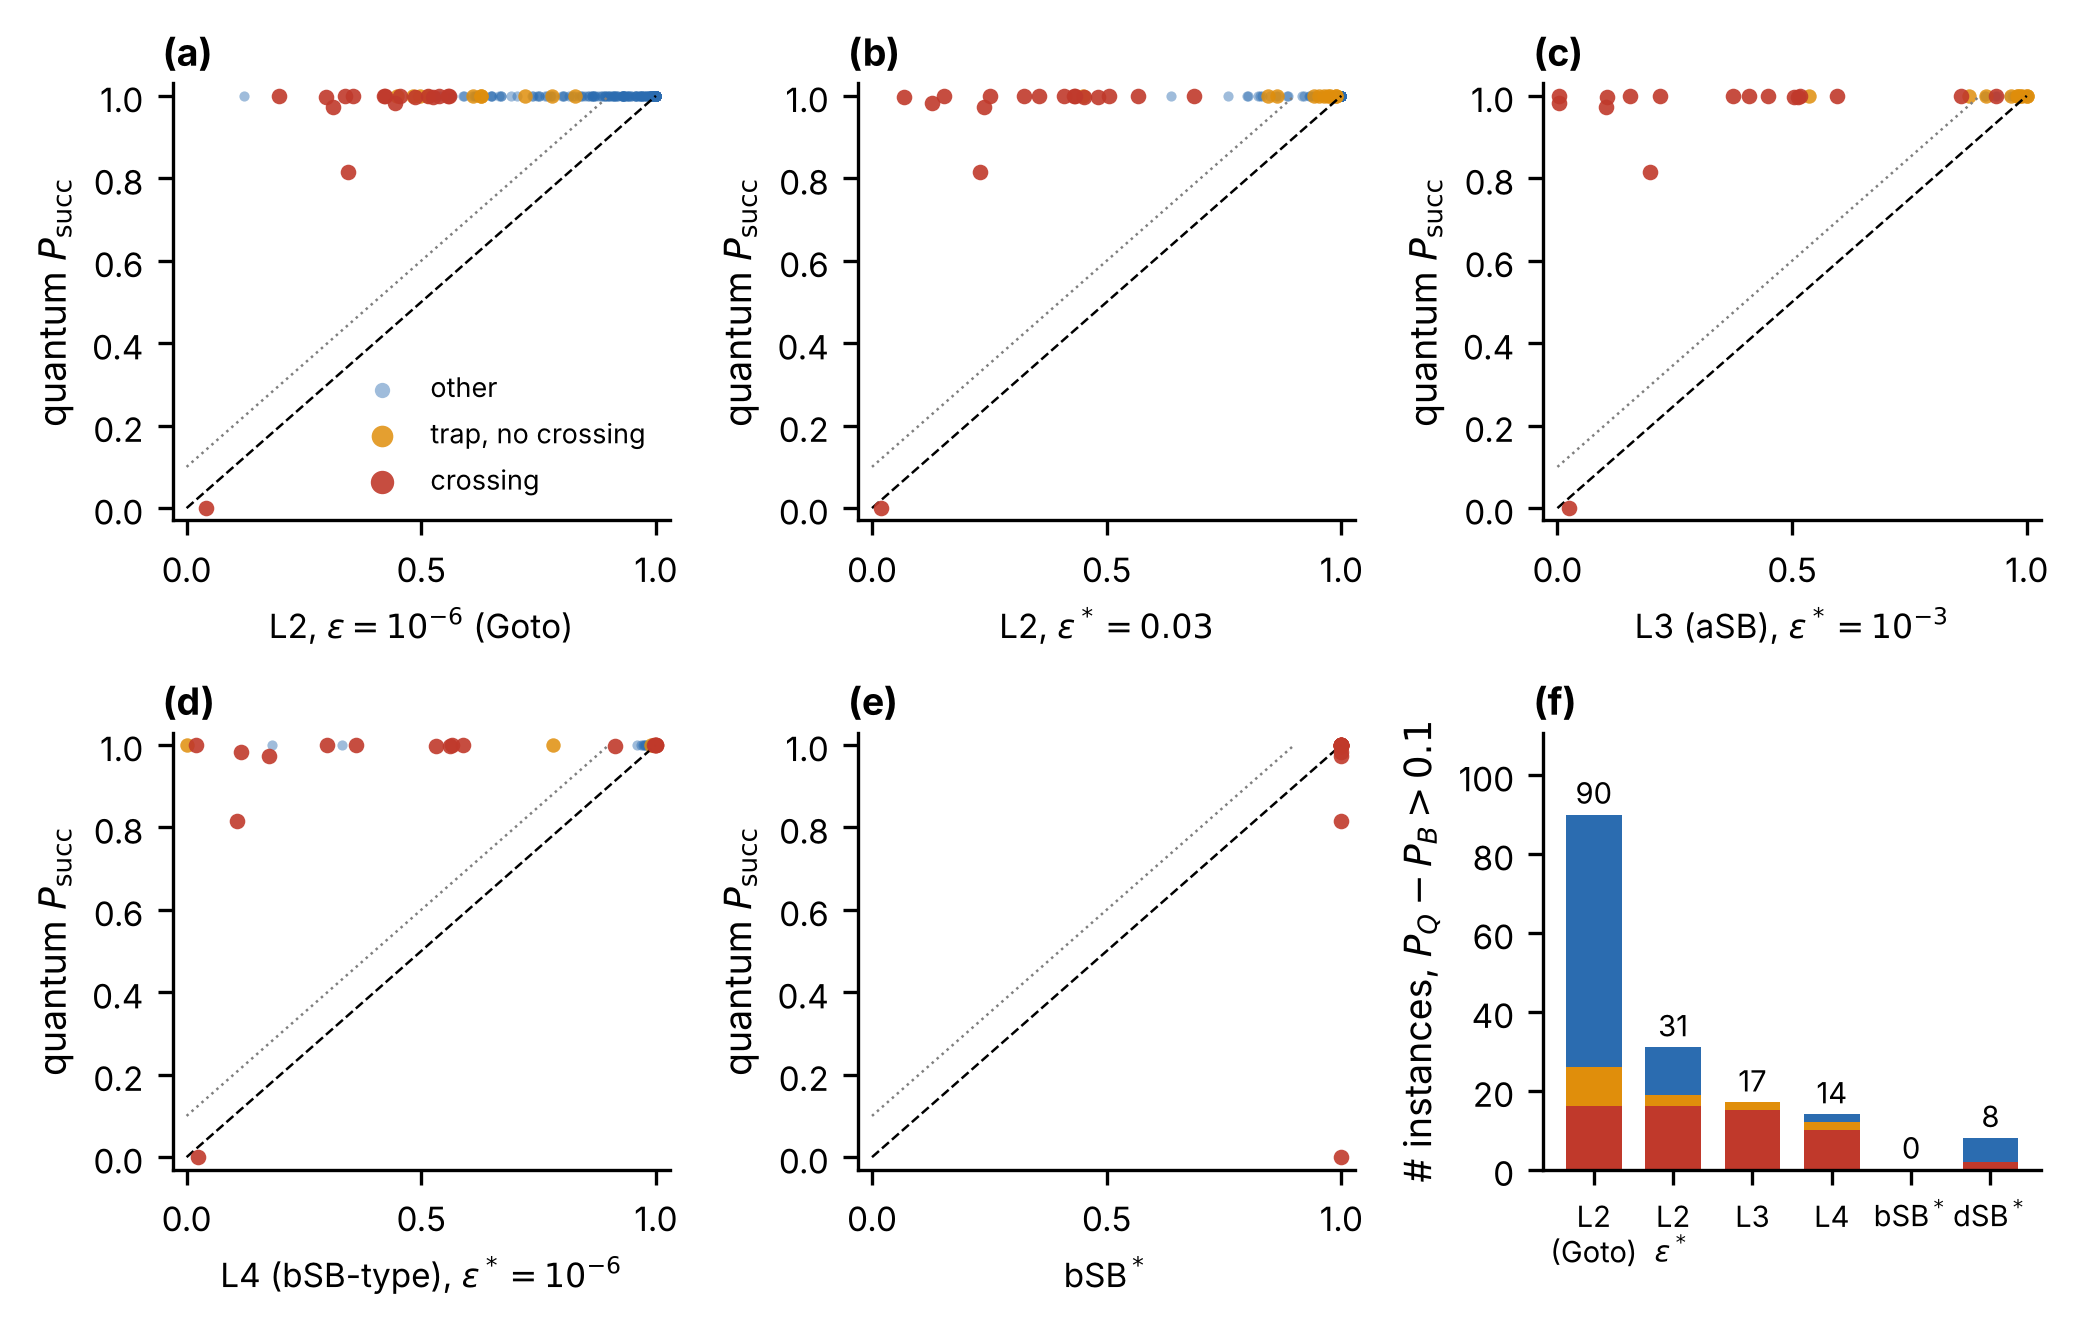 (a)
1.0
0.8
0.6
0.4
0.2
0.0
quantum P_succ
other
trap, no crossing
crossing
0.0 0.5 1.0
L2, ε = 10⁻⁶ (Goto)
(b)
1.0
0.8
0.6
0.4
0.2
0.0
quantum P_succ
0.0 0.5 1.0
L2, ε* = 0.03
(c)
1.0
0.8
0.6
0.4
0.2
0.0
quantum P_succ
0.0 0.5 1.0
L3 (aSB), ε* = 10⁻³
(d)
1.0
0.8
0.6
0.4
0.2
0.0
quantum P_succ
0.0 0.5 1.0
L4 (bSB-type), ε* = 10⁻⁶
(e)
1.0
0.8
0.6
0.4
0.2
0.0
quantum P_succ
0.0 0.5 1.0
bSB*
(f)
100
80
60
40
20
0
# instances, P_Q − P_B > 0.1
90
31
17
14
0
8
L2 (Goto)
L2 ε*
L3
L4
bSB*
dSB*